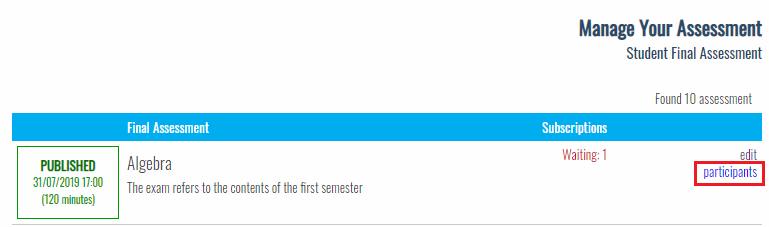 Manage Your Assessment
Student Final Assessment
Found 10 assessment
Final Assessment Subscriptions
PUBLISHED
31/07/2019 17:00
(120 minutes)
Algebra
The exam refers to the contents of the first semester
Waiting: 1
edit
participants